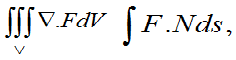 ∭_V ∇.FdV ∫F.Nds,